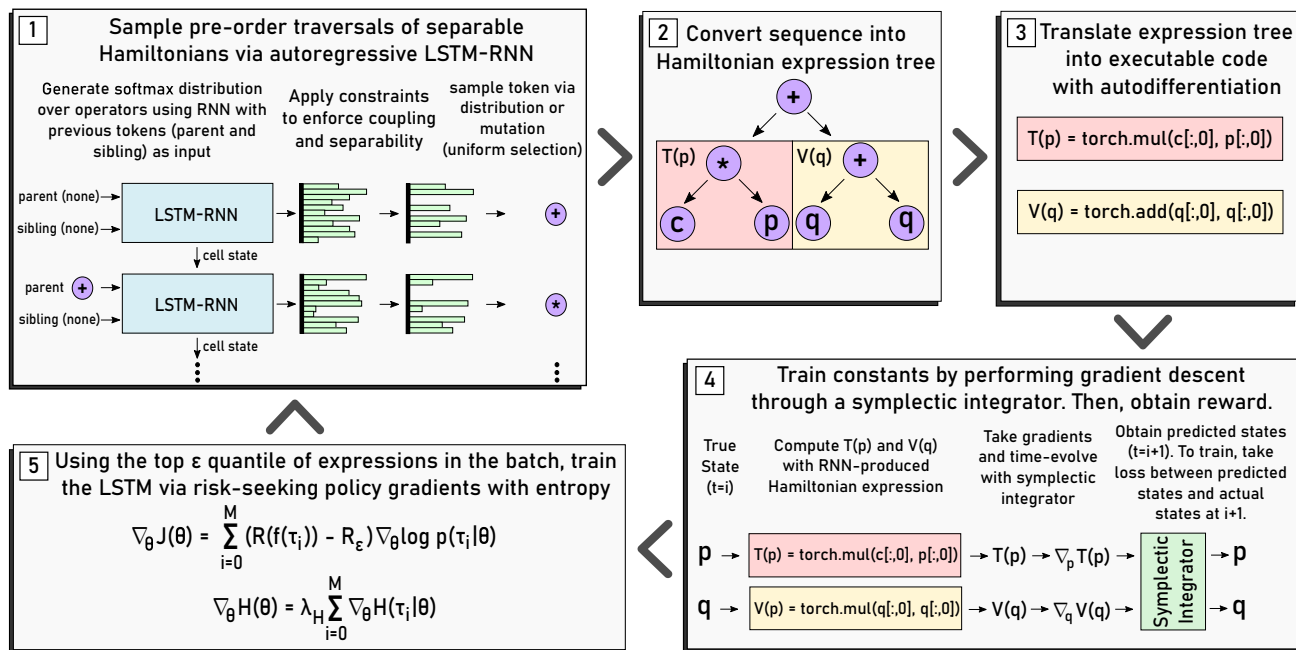 1
Sample pre-order traversals of separable
Hamiltonians via autoregressive LSTM-RNN
Generate softmax distribution
over operators using RNN with
previous tokens (parent and
sibling) as input
Apply constraints
to enforce coupling
and separability
sample token via
distribution or
mutation
(uniform selection)
parent (none)
sibling (none)
LSTM-RNN
+
cell state
parent +
sibling (none)
LSTM-RNN
*
cell state
2
Convert sequence into
Hamiltonian expression tree
+
T(p)
*
V(q)
+
c
p
q
q
3
Translate expression tree
into executable code
with autodifferentiation
T(p) = torch.mul(c[:,0], p[:,0])
V(q) = torch.add(q[:,0], q[:,0])
4
Train constants by performing gradient descent
through a symplectic integrator. Then, obtain reward.
True
State
(t=i)
Compute T(p) and V(q)
with RNN-produced
Hamiltonian expression
Take gradients
and time-evolve
with symplectic
integrator
Obtain predicted states
(t=i+1). To train, take
loss between predicted
states and actual
states at i+1.
p
T(p) = torch.mul(c[:,0], p[:,0])
T(p)
∇p T(p)
p
q
V(p) = torch.mul(q[:,0], q[:,0])
V(q)
∇q V(q)
q
Symplectic
Integrator
5
Using the top ε quantile of expressions in the batch, train
the LSTM via risk-seeking policy gradients with entropy
∇θJ(θ) = ∑_{i=0}^{M} (R(f(τi)) - Rε)∇θlog p(τi|θ)
∇θH(θ) = λH ∑_{i=0}^{M} ∇θH(τi|θ)